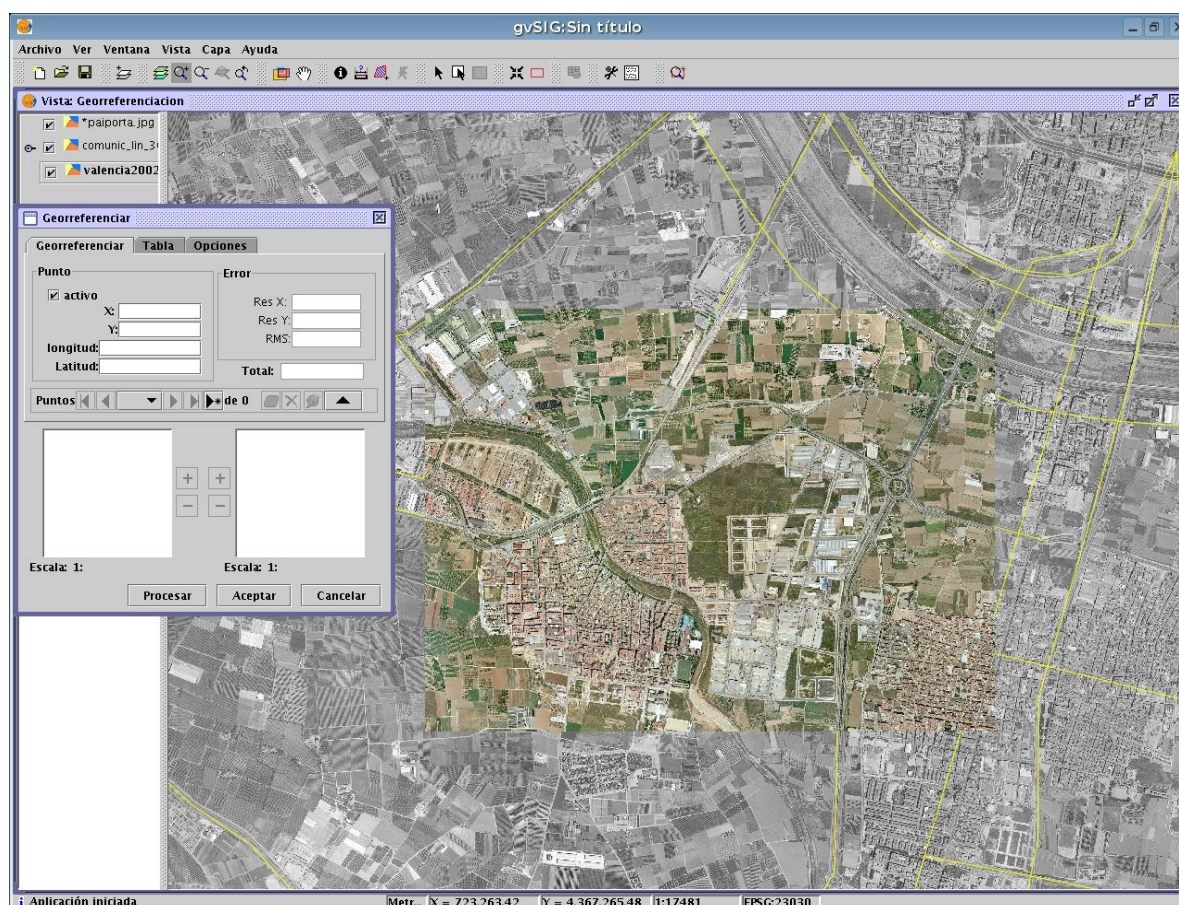 gvSIG:Sin título
Archivo Ver Ventana Vista Capa Ayuda
Vista: Georreferenciacion
*paiporta.jpg
comunic_lin_3
valencia2002
Georreferenciar
Georreferenciar Tabla Opciones
Punto
Error
activo
X:
Y:
longitud:
Latitud:
Res X:
Res Y:
RMS:
Total:
Puntos de 0
Escala: 1: Escala: 1:
Procesar Aceptar Cancelar
Aplicación iniciada Metr... X = 723.263,42 Y = 4.367.265,48 1:17481 EPSG:23030